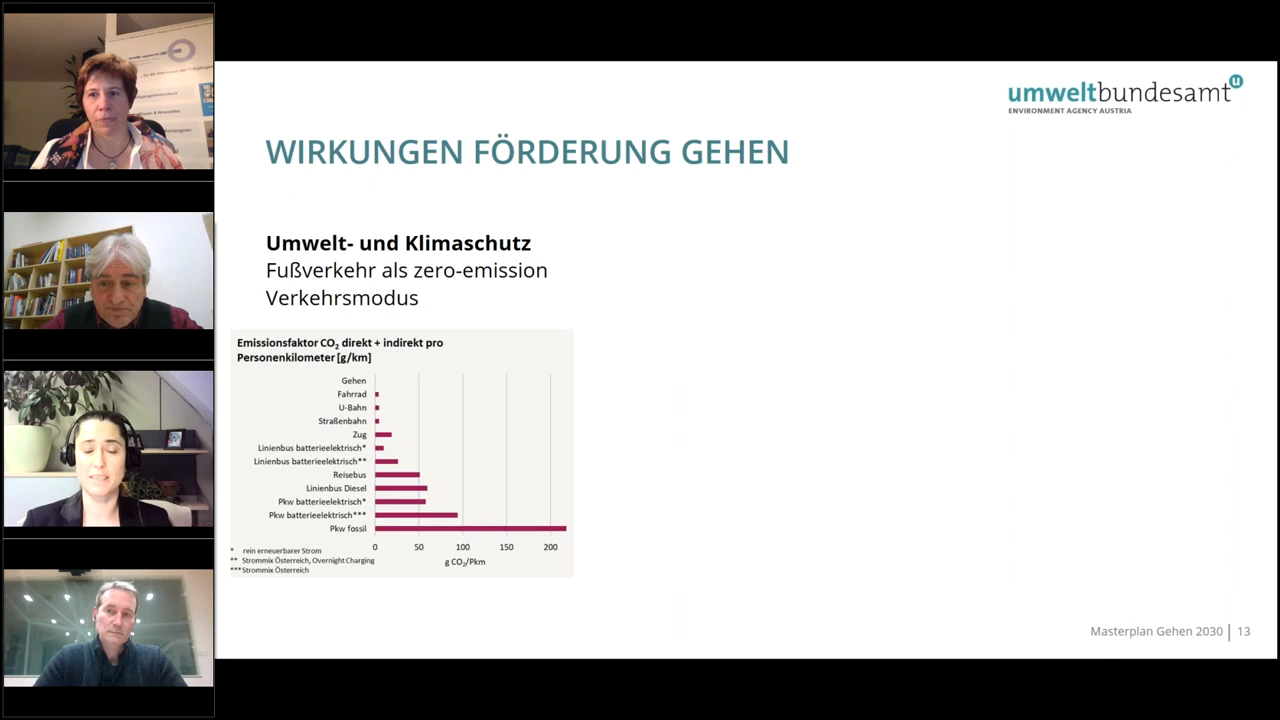 umweltbundesamt
ENVIRONMENT AGENCY AUSTRIA
WIRKUNGEN FÖRDERUNG GEHEN
Umwelt- und Klimaschutz
Fußverkehr als zero-emission
Verkehrsmodus
Emissionsfaktor CO₂ direkt + indirekt pro
Personenkilometer [g/km]
Gehen
Fahrrad
U-Bahn
Straßenbahn
Zug
Linienbus batterieelektrisch*
Linienbus batterieelektrisch**
Reisebus
Linienbus Diesel
Pkw batterieelektrisch*
Pkw batterieelektrisch***
Pkw fossil
0 50 100 150 200
g CO₂/Pkm
* rein erneuerbarer Strom
** Strommix Österreich, Overnight Charging
*** Strommix Österreich
Masterplan Gehen 2030 | 13